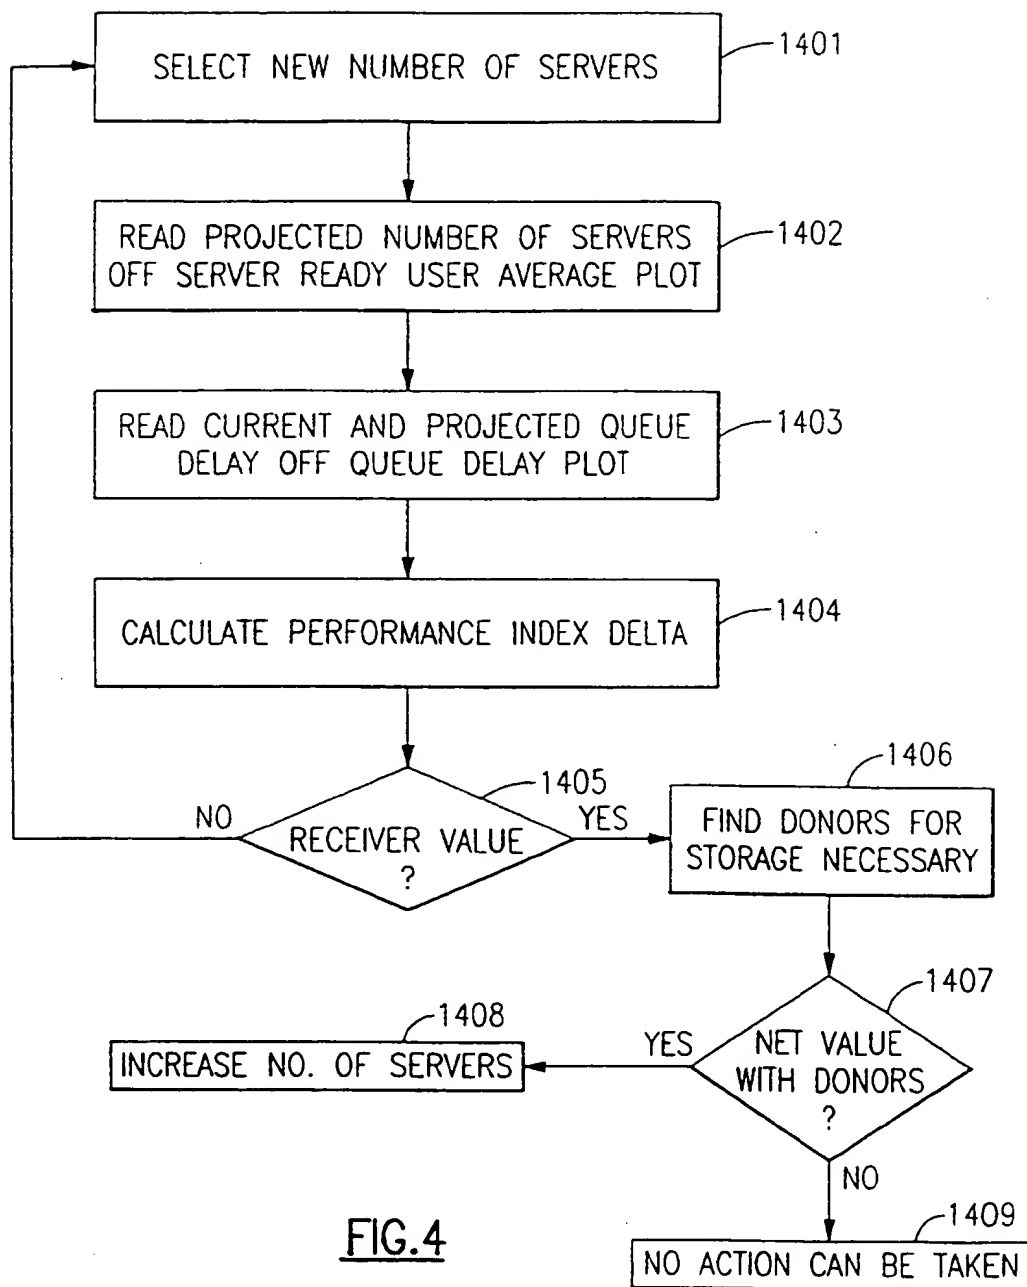 SELECT NEW NUMBER OF SERVERS
1401
READ PROJECTED NUMBER OF SERVERS
OFF SERVER READY USER AVERAGE PLOT
1402
READ CURRENT AND PROJECTED QUEUE
DELAY OFF QUEUE DELAY PLOT
1403
CALCULATE PERFORMANCE INDEX DELTA
1404
1405
NO
RECEIVER VALUE
?
YES
1406
FIND DONORS FOR
STORAGE NECESSARY
1407
NET VALUE
WITH DONORS
?
YES
1408
INCREASE NO. OF SERVERS
NO
1409
NO ACTION CAN BE TAKEN
FIG.4